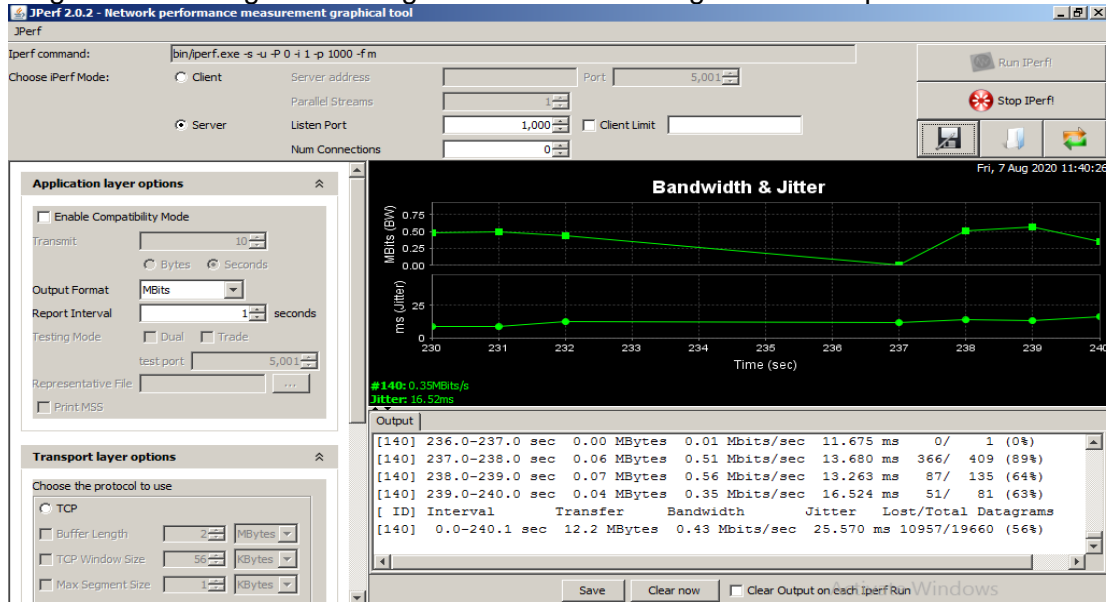 JPerf 2.0.2 - Network performance measurement graphical tool
JPerf
Iperf command: bin/iperf.exe -s -u -P 0 -i 1 -p 1000 -f m
Choose iPerf Mode: Client Server address Port 5,001
Parallel Streams 1
Server Listen Port 1,000 Client Limit
Num Connections 0
Run IPerf!
Stop IPerf!
Application layer options
Enable Compatibility Mode
Transmit 10
Bytes Seconds
Output Format MBits
Report Interval 1 seconds
Testing Mode Dual Trade
test port 5,001
Representative File ...
Print MSS
Transport layer options
Choose the protocol to use
TCP
Buffer Length 2 MBytes
TCP Window Size 56 KBytes
Max Segment Size 1 KBytes
Fri, 7 Aug 2020 11:40:26
Bandwidth & Jitter
MBits (BW)
0.75
0.50
0.25
0.00
ms (Jitter)
25
0
230 231 232 233 234 235 236 237 238 239 240
Time (sec)
#140: 0.35MBits/s
Jitter: 16.52ms
Output
[140] 236.0-237.0 sec 0.00 MBytes 0.01 Mbits/sec 11.675 ms 0/ 1 (0%)
[140] 237.0-238.0 sec 0.06 MBytes 0.51 Mbits/sec 13.680 ms 366/ 409 (89%)
[140] 238.0-239.0 sec 0.07 MBytes 0.56 Mbits/sec 13.263 ms 87/ 135 (64%)
[140] 239.0-240.0 sec 0.04 MBytes 0.35 Mbits/sec 16.524 ms 51/ 81 (63%)
[ ID] Interval Transfer Bandwidth Jitter Lost/Total Datagrams
[140] 0.0-240.1 sec 12.2 MBytes 0.43 Mbits/sec 25.570 ms 10957/19660 (56%)
Save Clear now Clear Output on each Iperf Run
Activate Windows